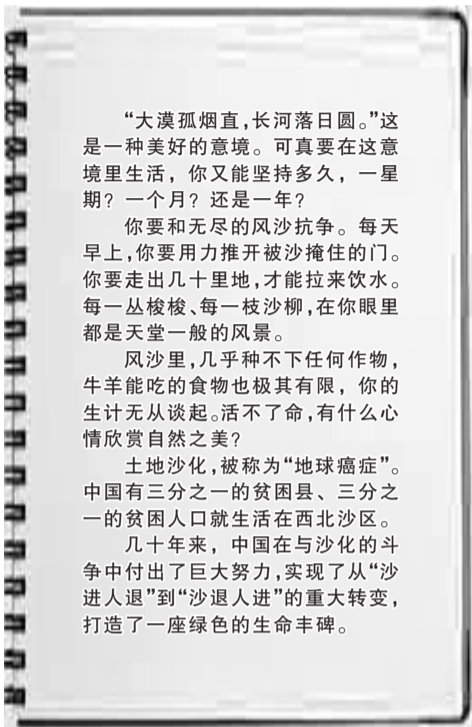 “大漠孤烟直，长河落日圆。”这
是一种美好的意境。可真要在这意
境里生活，你又能坚持多久，一星
期？一个月？还是一年？
你要和无尽的风沙抗争。每天
早上，你要用力推开被沙掩住的门。
你要走出几十里地，才能拉来饮水。
每一丛梭梭、每一枝沙柳，在你眼里
都是天堂一般的风景。
风沙里，几乎种不下任何作物，
牛羊能吃的食物也极其有限，你的
生计无从谈起。活不了命，有什么心
情欣赏自然之美？
土地沙化，被称为“地球癌症”。
中国有三分之一的贫困县、三分之
一的贫困人口就生活在西北沙区。
几十年来，中国在与沙化的斗
争中付出了巨大努力，实现了从“沙
进人退”到“沙退人进”的重大转变，
打造了一座绿色的生命丰碑。